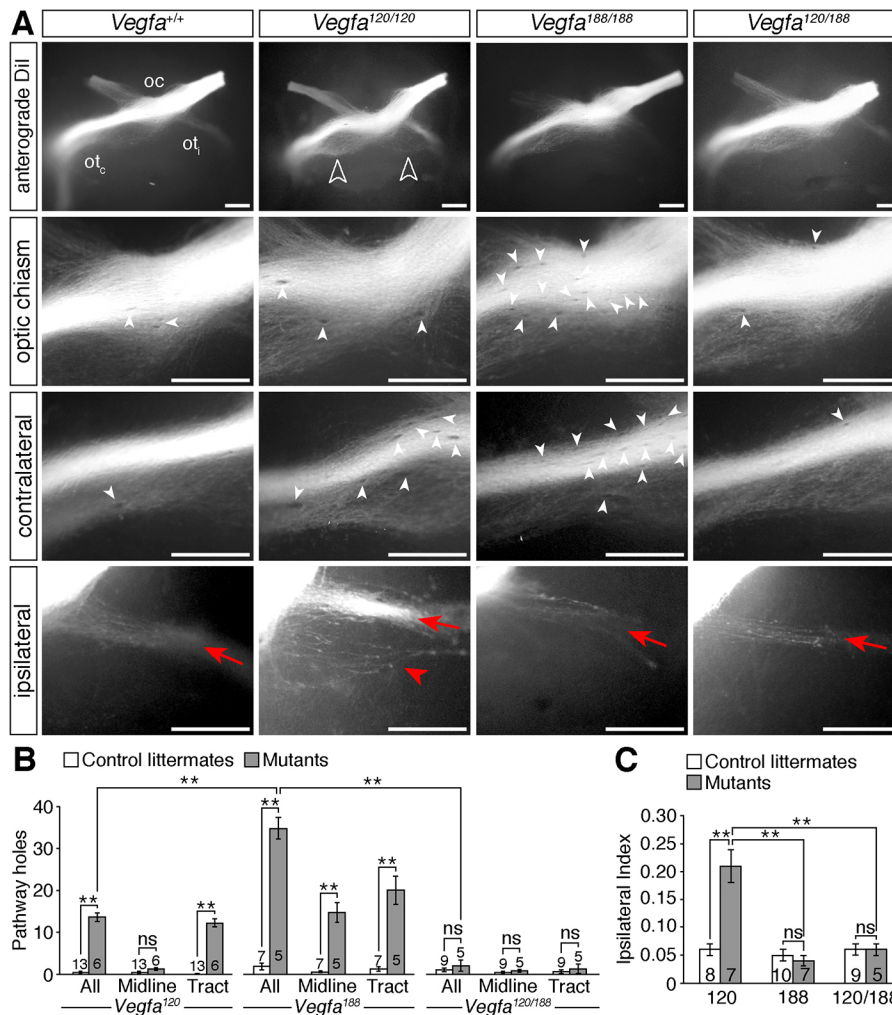 A
Vegfa+/+ Vegfa120/120 Vegfa188/188 Vegfa120/188
anterograde DiI
oc
otc
oti
optic chiasm
contralateral
ipsilateral
B
Control littermates Mutants
** **
Pathway holes
40
30
20
10
0
** ns ** ** ** ** ns ns ns
13 6 13 6 13 6 7 5 7 5 7 5 9 5 9 5 9 5
All Midline Tract All Midline Tract All Midline Tract
Vegfa120 Vegfa188 Vegfa120/188
C
Control littermates
Mutants
Ipsilateral Index
0.30
0.25
0.20
0.15
0.10
0.05
0
**
** **
ns ns
8 7 10 7 9 5
120 188 120/188